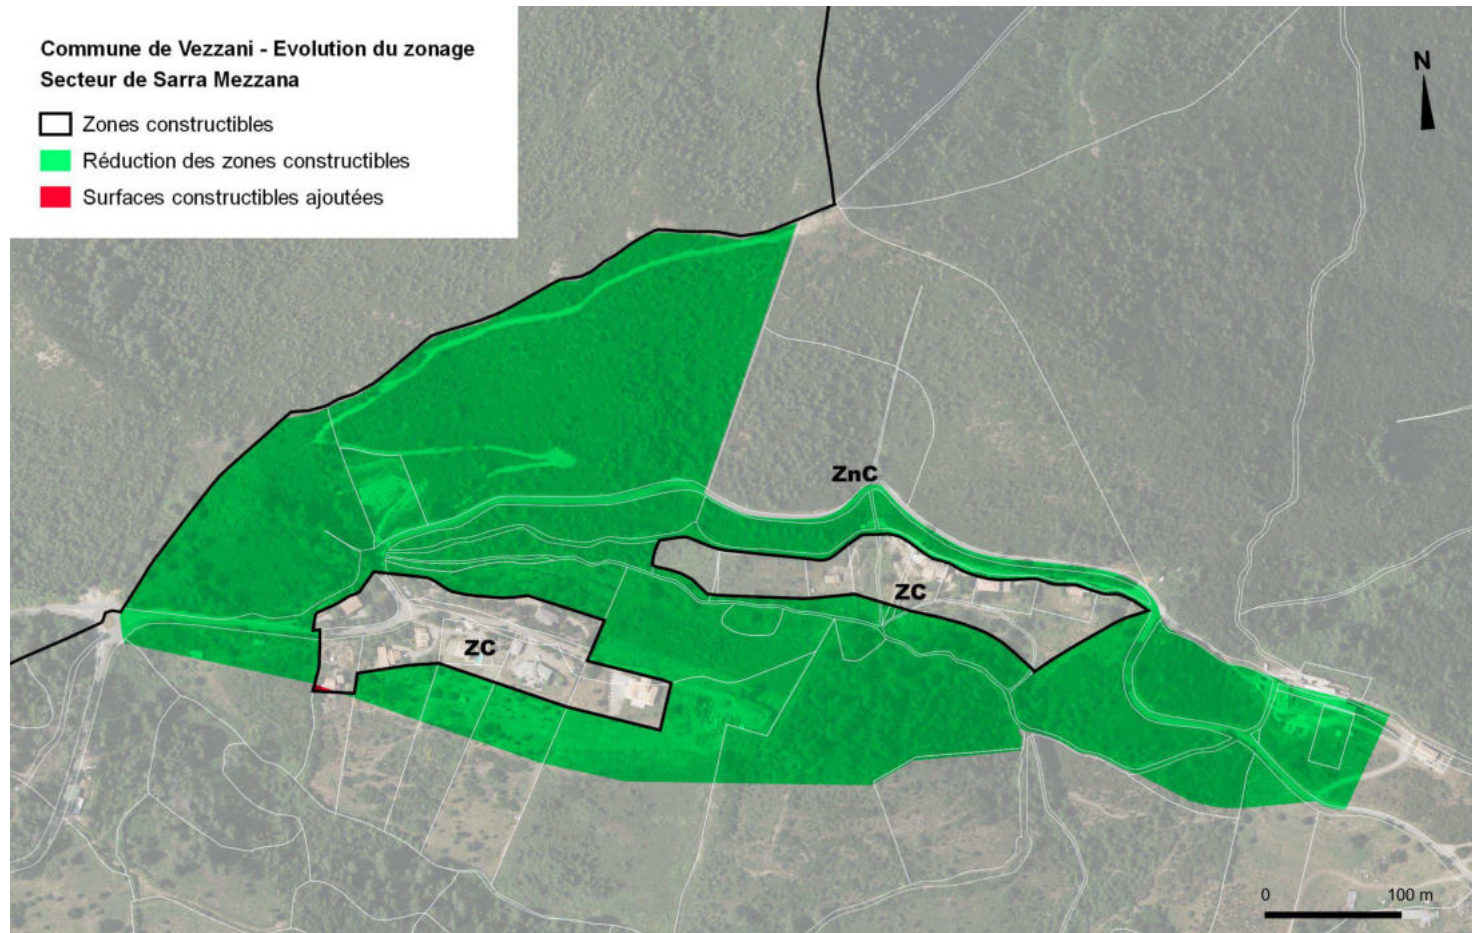 Commune de Vezzani - Evolution du zonage
Secteur de Sarra Mezzana
Zones constructibles
Réduction des zones constructibles
Surfaces constructibles ajoutées
N
ZnC
ZC
ZC
0 100 m